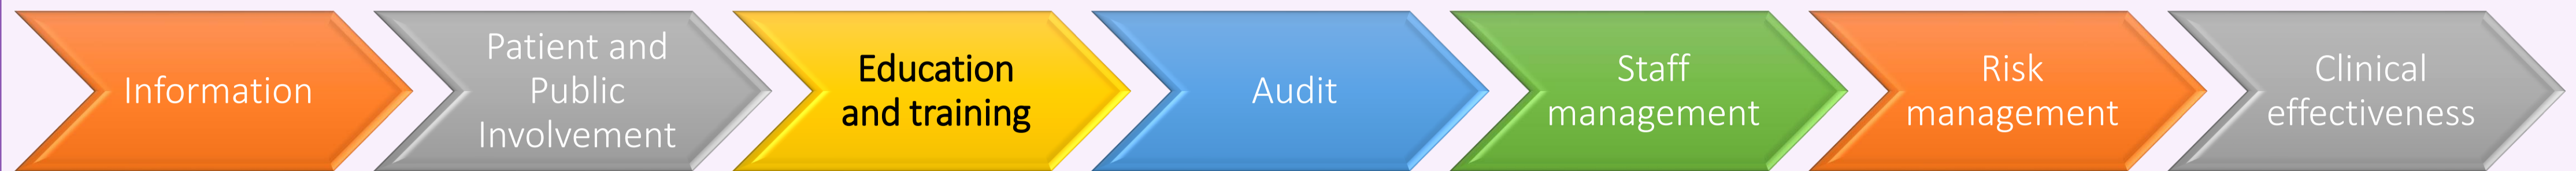 Information
Patient and
Public
Involvement
Education
and training
Audit
Staff
management
Risk
management
Clinical
effectiveness